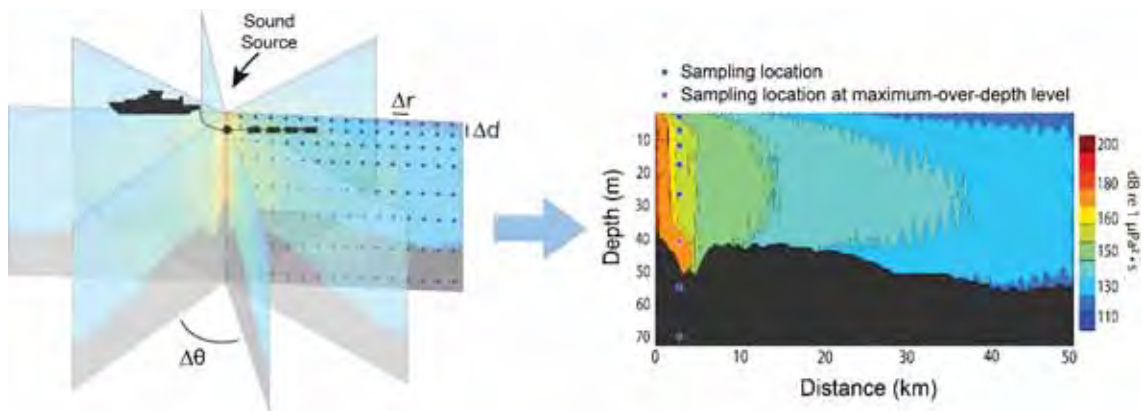 Sound
Source
Δr
Δd
Δθ
Sampling location
Sampling location at maximum-over-depth level
Depth (m)
10
20
30
40
50
60
70
0
10
20
30
40
50
Distance (km)
200
180
160
150
140
130
120
110
dB re 1 µPa²•s